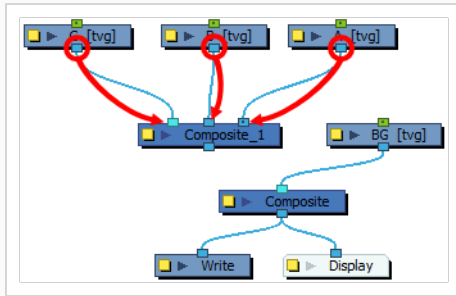 C [tvg]
B [tvg]
A [tvg]
Composite_1
BG [tvg]
Composite
Write
Display